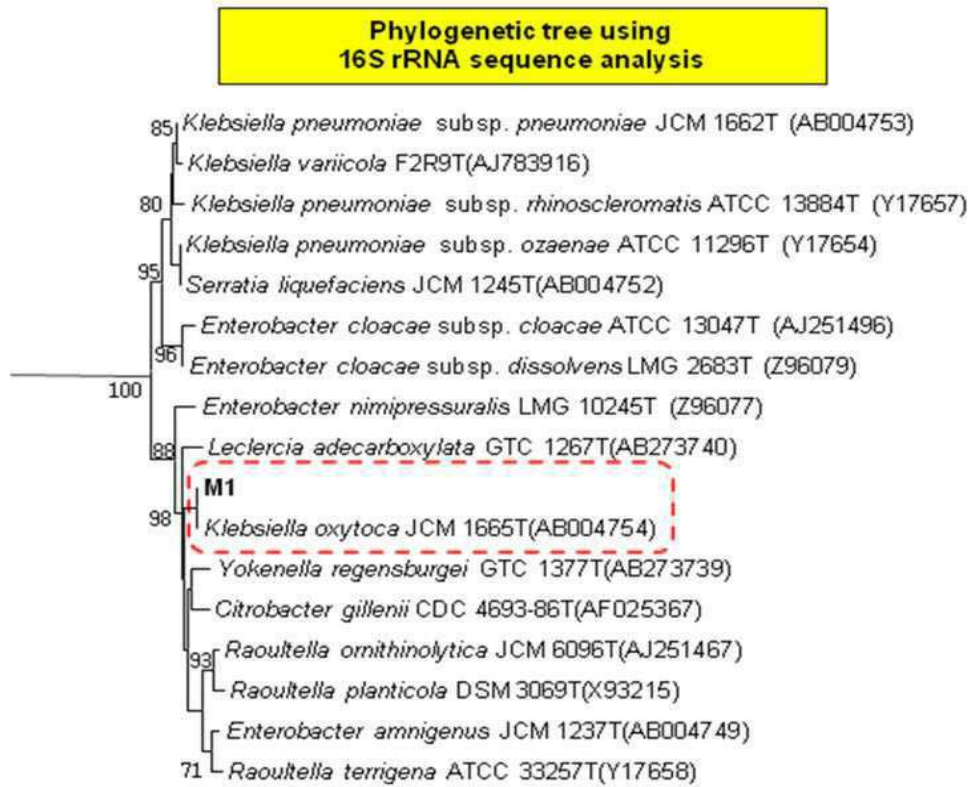 Phylogenetic tree using
16S rRNA sequence analysis
85
Klebsiella pneumoniae subsp. pneumoniae JCM 1662T (AB004753)
Klebsiella variicola F2R9T(AJ783916)
80
Klebsiella pneumoniae subsp. rhinoscleromatis ATCC 13884T (Y17657)
Klebsiella pneumoniae subsp. ozaenae ATCC 11296T (Y17654)
95
Serratia liquefaciens JCM 1245T(AB004752)
Enterobacter cloacae subsp. cloacae ATCC 13047T (AJ251496)
96
Enterobacter cloacae subsp. dissolvens LMG 2683T (Z96079)
100
Enterobacter nimipressuralis LMG 10245T (Z96077)
88
Leclercia adecarboxylata GTC 1267T(AB273740)
M1
98
Klebsiella oxytoca JCM 1665T(AB004754)
Yokenella regensburgei GTC 1377T(AB273739)
Citrobacter gillenii CDC 4693-86T(AF025367)
93
Raoultella ornithinolytica JCM 6096T(AJ251467)
Raoultella planticola DSM 3069T(X93215)
Enterobacter amnigenus JCM 1237T(AB004749)
71
Raoultella terrigena ATCC 33257T(Y17658)